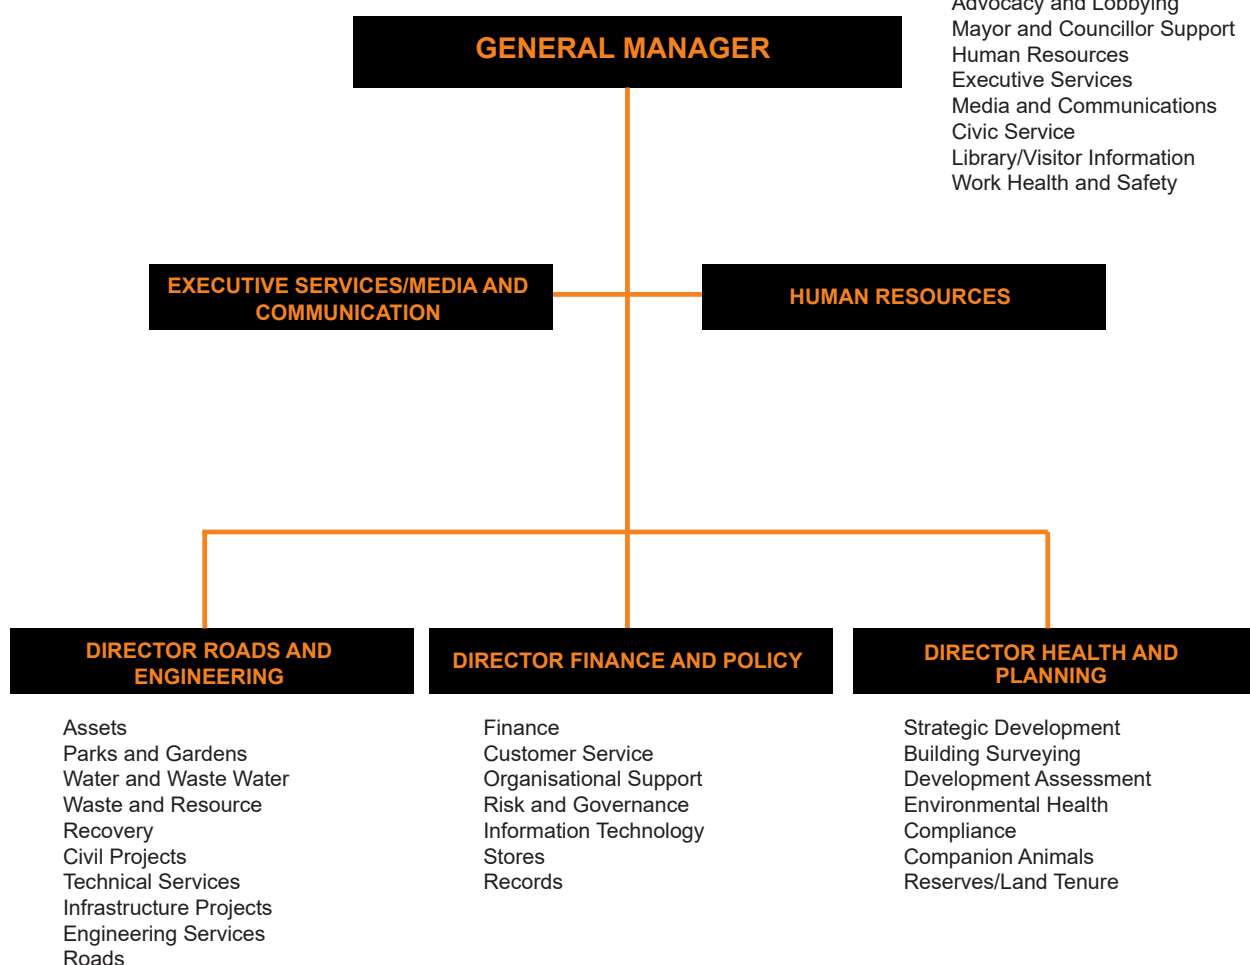 Advocacy and Lobbying
Mayor and Councillor Support
Human Resources
Executive Services
Media and Communications
Civic Service
Library/Visitor Information
Work Health and Safety
GENERAL MANAGER
EXECUTIVE SERVICES/MEDIA AND
COMMUNICATION
HUMAN RESOURCES
DIRECTOR ROADS AND
ENGINEERING
Assets
Parks and Gardens
Water and Waste Water
Waste and Resource
Recovery
Civil Projects
Technical Services
Infrastructure Projects
Engineering Services
Roads
DIRECTOR FINANCE AND POLICY
Finance
Customer Service
Organisational Support
Risk and Governance
Information Technology
Stores
Records
DIRECTOR HEALTH AND
PLANNING
Strategic Development
Building Surveying
Development Assessment
Environmental Health
Compliance
Companion Animals
Reserves/Land Tenure